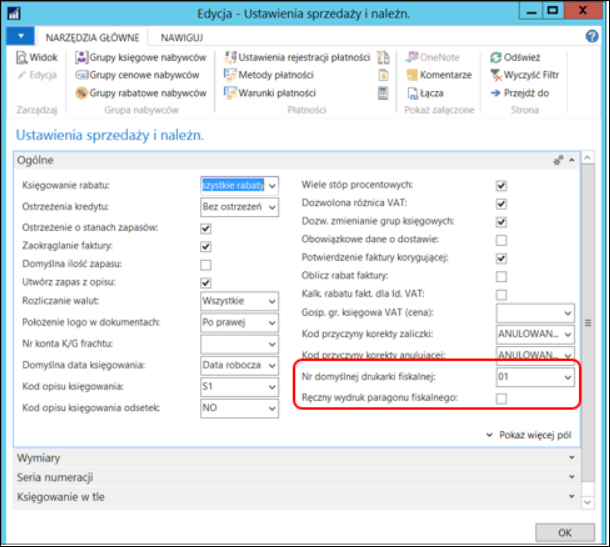 Edycja - Ustawienia sprzedaży i należn.
NARZĘDZIA GŁÓWNE NAWIGUJ
Widok
Edycja
Zarządzaj
Grupy księgowe nabywców
Grupy cenowe nabywców
Grupy rabatowe nabywców
Grupa nabywców
Ustawienia rejestracji płatności
Metody płatności
Warunki płatności
Płatności
OneNote
Komentarze
Łącza
Pokaż załączone
Odśwież
Wyczyść Filtr
Przejdź do
Strona
Ustawienia sprzedaży i należn.
Ogólne
Księgowanie rabatu: szystkie rabaty
Ostrzeżenia kredytu: Bez ostrzeżeń
Ostrzeżenie o stanach zapasów:
Zaokrąglanie faktury:
Domyślna ilość zapasu:
Utwórz zapas z opisu:
Rozliczanie walut: Wszystkie
Położenie logo w dokumentach: Po prawej
Nr konta K/G frachtu:
Domyślna data księgowania: Data robocza
Kod opisu księgowania: S1
Kod opisu księgowania odsetek: NO
Wiele stóp procentowych:
Dozwolona różnica VAT:
Dozw. zmienianie grup księgowych:
Obowiązkowe dane o dostawie:
Potwierdzenie faktury korygującej:
Oblicz rabat faktury:
Kalk. rabatu fakt. dla Id. VAT:
Gosp. gr. księgowa VAT (cena):
Kod przyczyny korekty zaliczki: ANULOWAN...
Kod przyczyny korekty anulującej: ANULOWAN...
Nr domyślnej drukarki fiskalnej: 01
Ręczny wydruk paragonu fiskalnego:
Pokaż więcej pól
Wymiary
Seria numeracji
Księgowanie w tle
OK